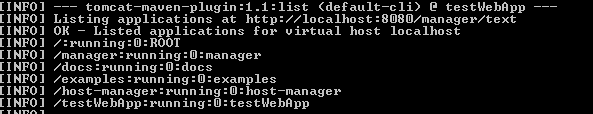 [INFO] --- tomcat-maven-plugin:1.1:list (default-cli) @ testWebApp ---
[INFO] Listing applications at http://localhost:8080/manager/text
[INFO] OK - Listed applications for virtual host localhost
[INFO] /:running:0:ROOT
[INFO] /manager:running:0:manager
[INFO] /docs:running:0:docs
[INFO] /examples:running:0:examples
[INFO] /host-manager:running:0:host-manager
[INFO] /testWebApp:running:0:testWebApp